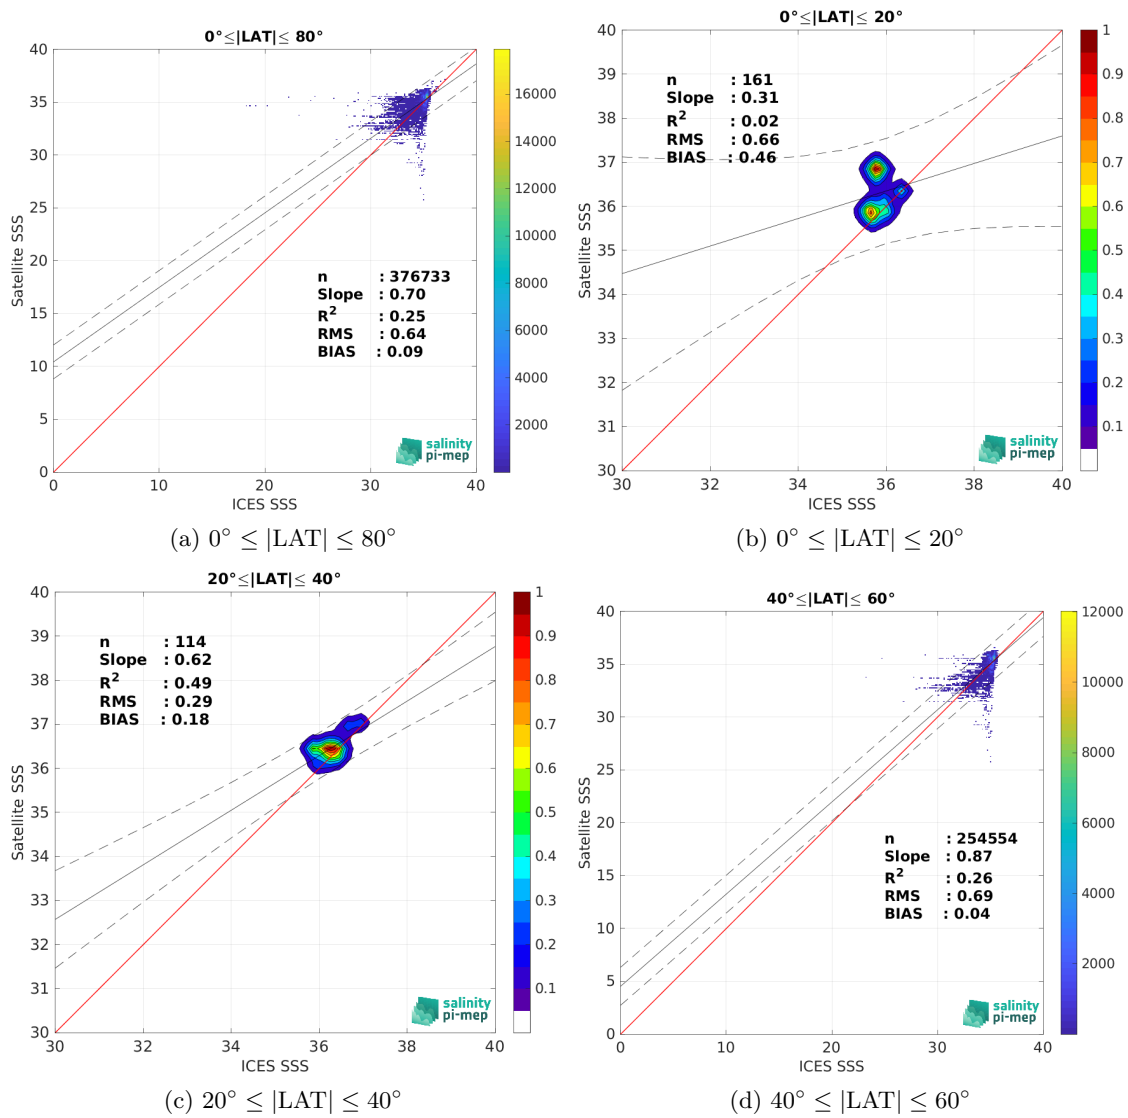 0°≤|LAT|≤ 80°
40
35
30
25
20
15
10
5
0
Satellite SSS
n : 376733
Slope : 0.70
R2 : 0.25
RMS : 0.64
BIAS : 0.09
salinity
pi-mep
0 10 20 30 40
ICES SSS
16000
14000
12000
10000
8000
6000
4000
2000
(a) 0° ≤ |LAT| ≤ 80°
0°≤|LAT|≤ 20°
40
39
38
37
36
35
34
33
32
31
30
Satellite SSS
n : 161
Slope : 0.31
R2 : 0.02
RMS : 0.66
BIAS : 0.46
salinity
pi-mep
30 32 34 36 38 40
ICES SSS
1
0.9
0.8
0.7
0.6
0.5
0.4
0.3
0.2
0.1
(b) 0° ≤ |LAT| ≤ 20°
20°≤|LAT|≤ 40°
40
39
38
37
36
35
34
33
32
31
30
Satellite SSS
n : 114
Slope : 0.62
R2 : 0.49
RMS : 0.29
BIAS : 0.18
salinity
pi-mep
30 32 34 36 38 40
ICES SSS
1
0.9
0.8
0.7
0.6
0.5
0.4
0.3
0.2
0.1
(c) 20° ≤ |LAT| ≤ 40°
40°≤|LAT|≤ 60°
40
35
30
25
20
15
10
5
0
Satellite SSS
n : 254554
Slope : 0.87
R2 : 0.26
RMS : 0.69
BIAS : 0.04
salinity
pi-mep
0 10 20 30 40
ICES SSS
12000
10000
8000
6000
4000
2000
(d) 40° ≤ |LAT| ≤ 60°